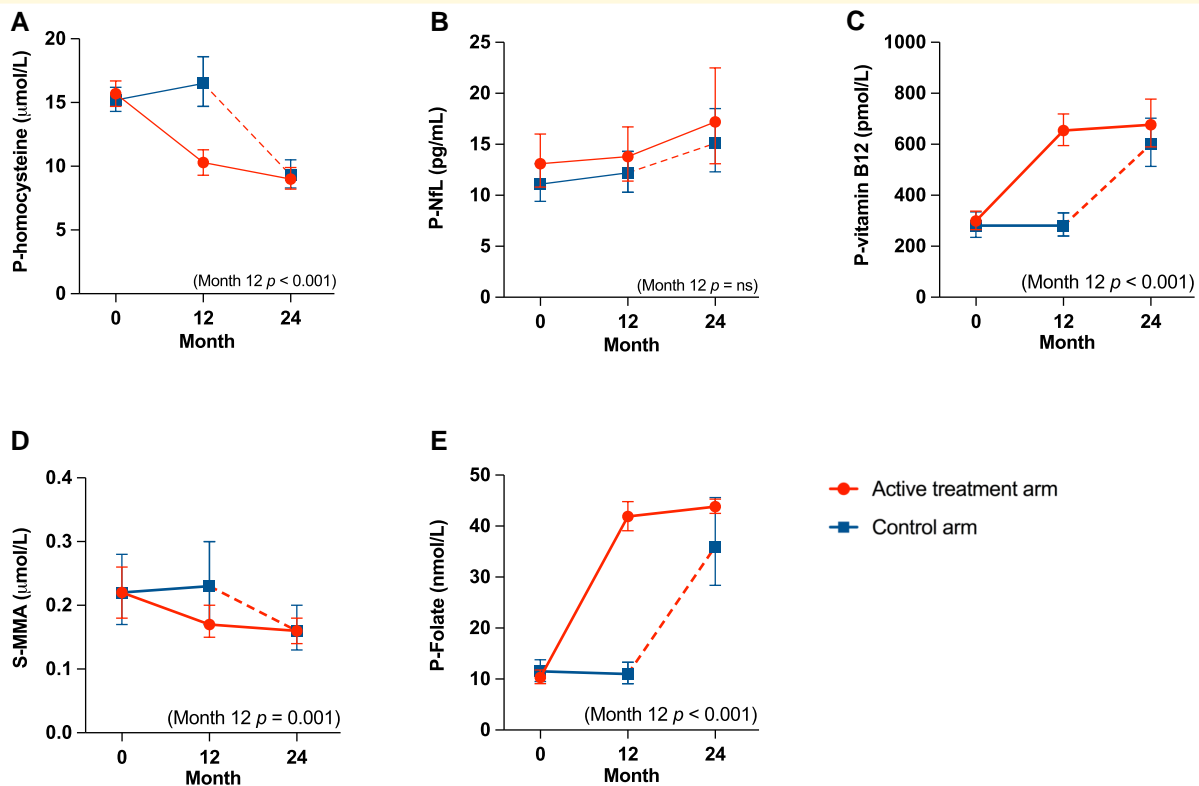 A
P-homocysteine (μmol/L)
20
15
10
5
0
(Month 12 p < 0.001)
0 12 24
Month
B
P-NfL (pg/mL)
25
20
15
10
5
0
(Month 12 p = ns)
0 12 24
Month
C
P-vitamin B12 (pmol/L)
1000
800
600
400
200
0
(Month 12 p < 0.001)
0 12 24
Month
D
S-MMA (μmol/L)
0.4
0.3
0.2
0.1
0.0
(Month 12 p = 0.001)
0 12 24
Month
E
P-Folate (nmol/L)
50
40
30
20
10
0
(Month 12 p < 0.001)
0 12 24
Month
Active treatment arm
Control arm